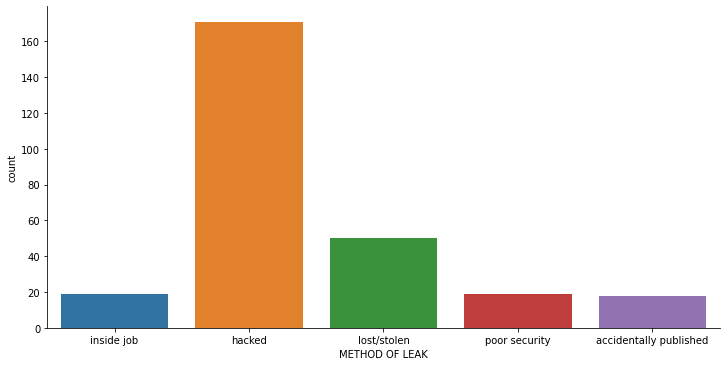 count
160
140
120
100
80
60
40
20
0
inside job
hacked
lost/stolen
poor security
accidentally published
METHOD OF LEAK